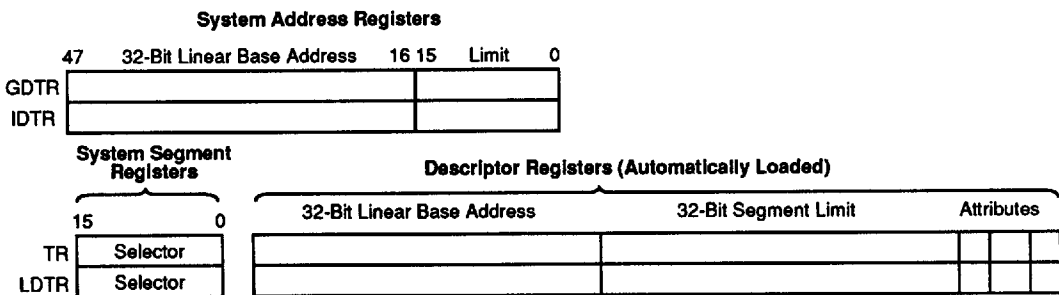 System Address Registers
47 32-Bit Linear Base Address 16 15 Limit 0
GDTR
IDTR
System Segment
Registers
Descriptor Registers (Automatically Loaded)
15 0
32-Bit Linear Base Address 32-Bit Segment Limit Attributes
TR Selector
LDTR Selector